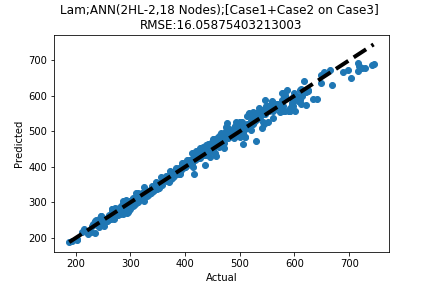 Lam;ANN(2HL-2,18 Nodes);[Case1+Case2 on Case3]
RMSE:16.05875403213003
700
600
500
400
300
200
Predicted
200 300 400 500 600 700
Actual